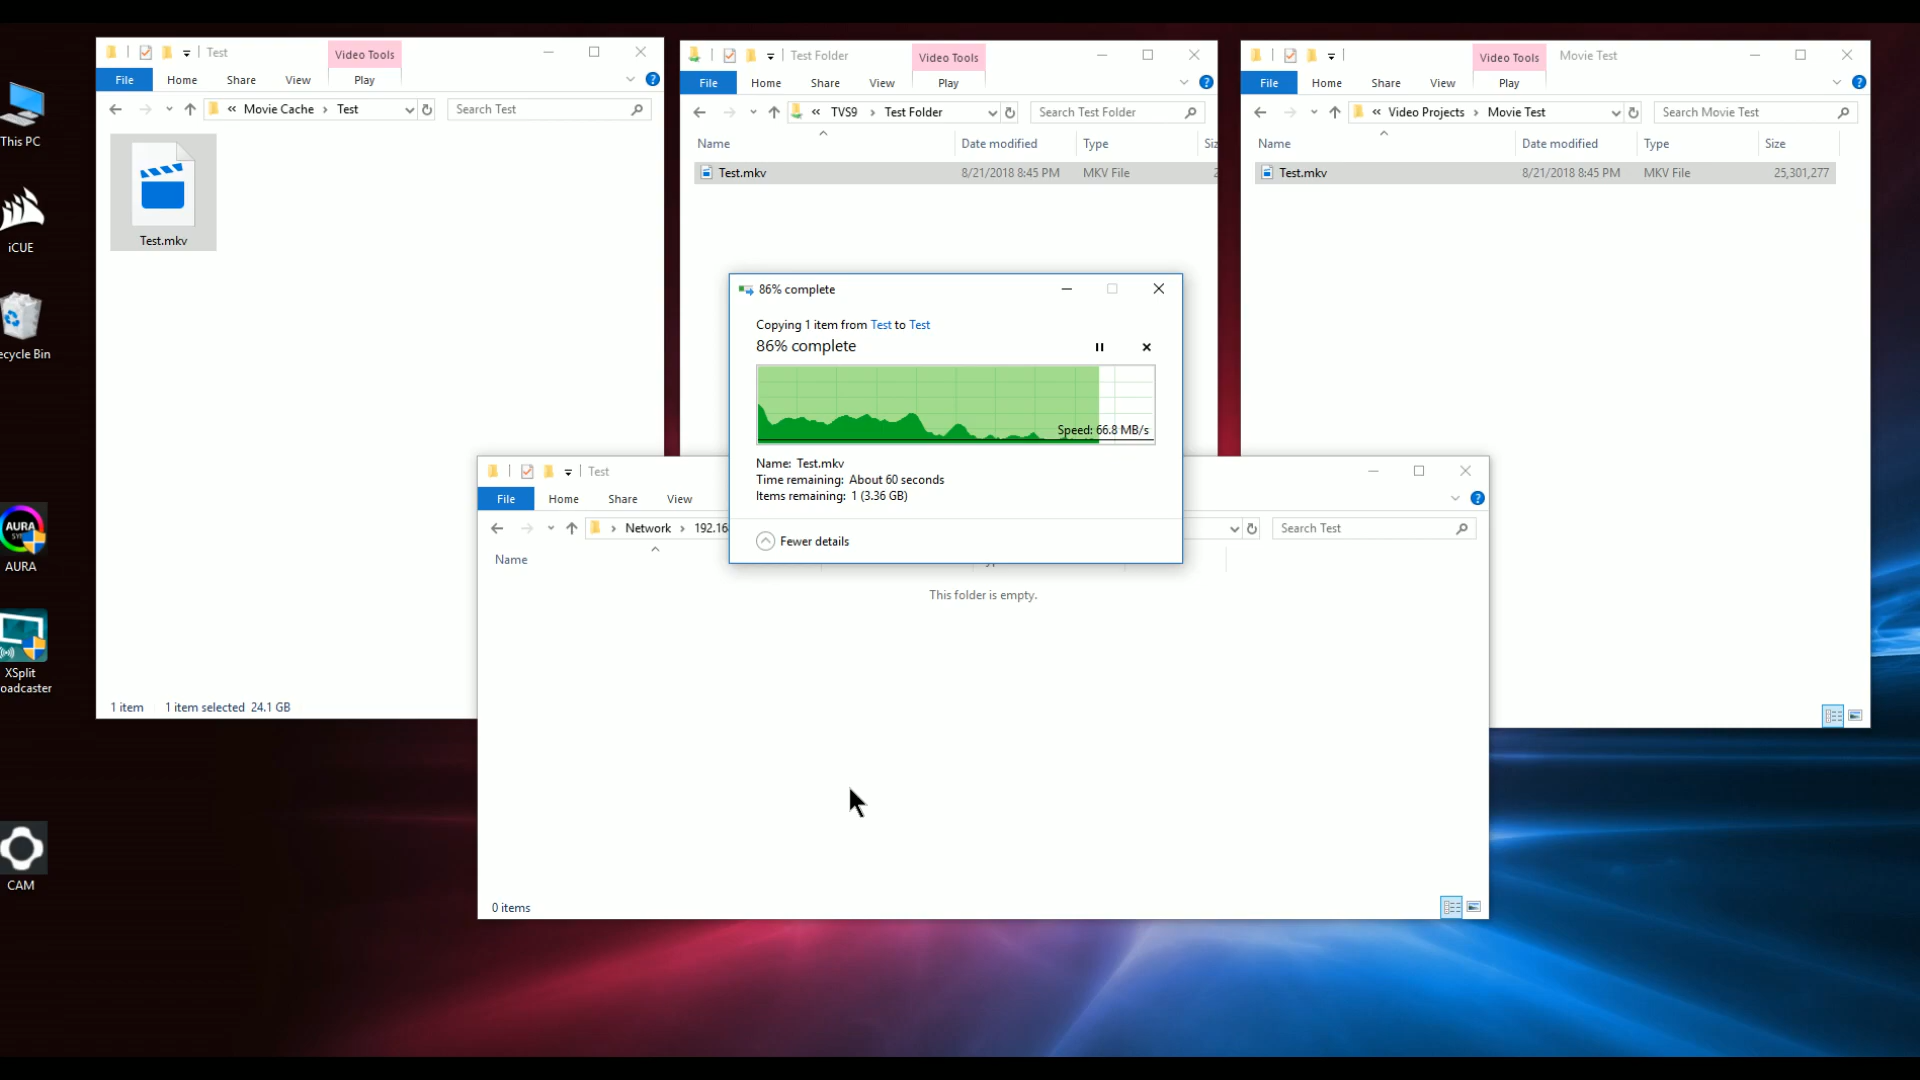 Test
Video Tools
File
Home
Share
View
Play
« Movie Cache > Test
Search Test
Test.mkv
1 item
1 item selected 24.1 GB
Test Folder
Video Tools
File
Home
Share
View
Play
« TVS9 > Test Folder
Search Test Folder
Name
Date modified
Type
Test.mkv
8/21/2018 8:45 PM
MKV File
Video Tools
Movie Test
File
Home
Share
View
Play
« Video Projects > Movie Test
Search Movie Test
Name
Date modified
Type
Size
Test.mkv
8/21/2018 8:45 PM
MKV File
25,301,277
86% complete
Copying 1 item from Test to Test
86% complete
Speed: 66.8 MB/s
Name: Test.mkv
Time remaining: About 60 seconds
Items remaining: 1 (3.36 GB)
Fewer details
Test
File
Home
Share
View
> Network > 192.16
Search Test
Name
This folder is empty.
0 items
This PC
iCUE
ecycle Bin
AURA
AURA
XSplit
oadcaster
CAM